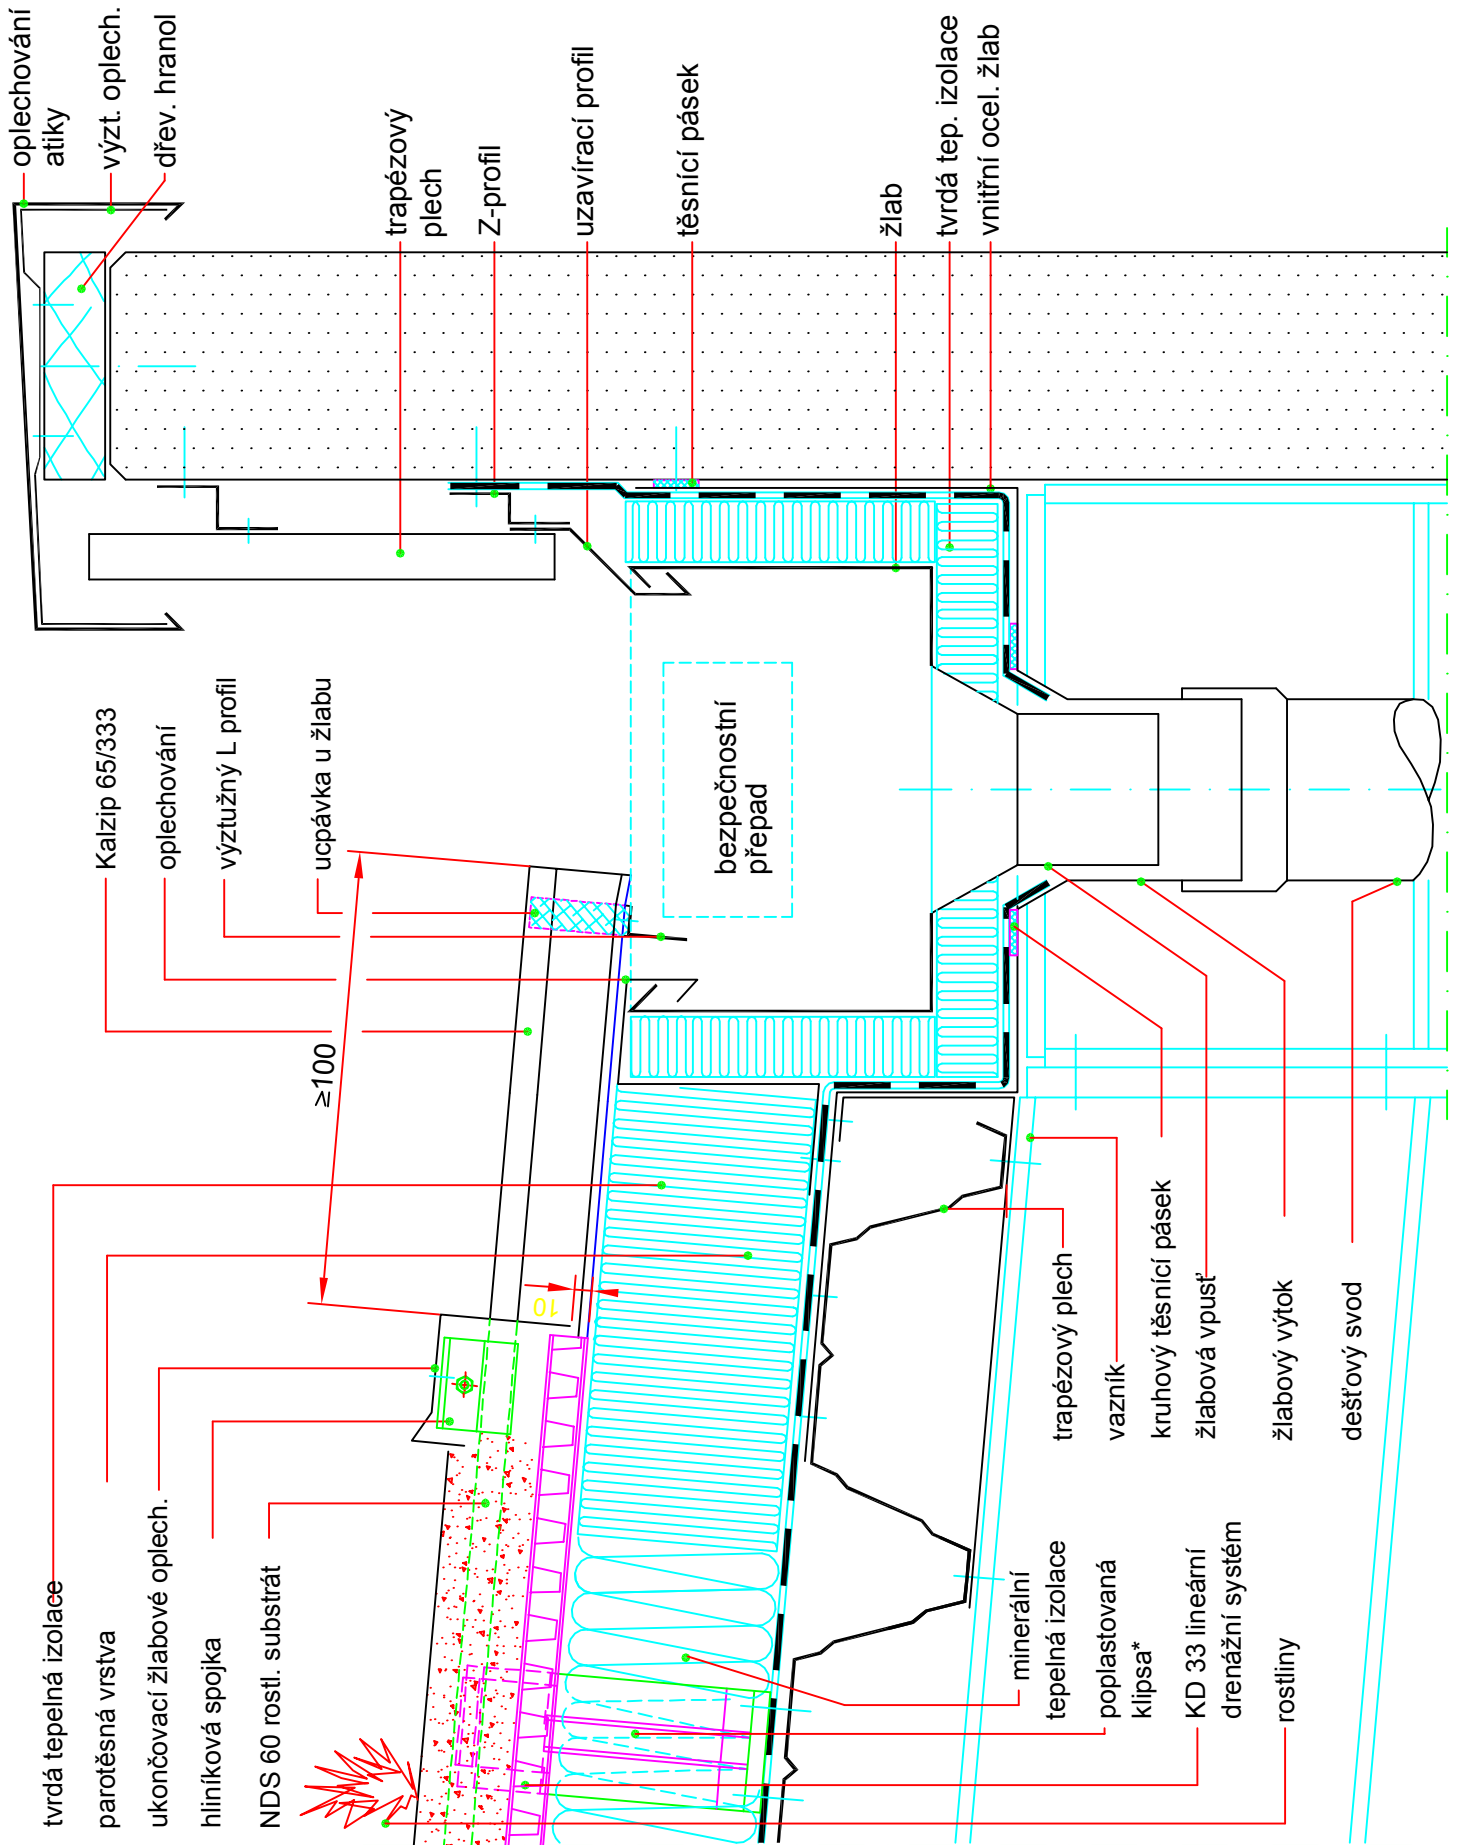 oplechování
atiky
výzt. oplech.
dřev. hranol
trapézový
plech
Z-profil
uzavírací profil
těsnící pásek
žlab
tvrdá tep. izolace
vnitřní ocel. žlab
Kalzip 65/333
oplechování
výztužný L profil
ucpávka u žlabu
≥100
10
bezpečnostní
přepad
tvrdá tepelná izolace
parotěsná vrstva
ukončovací žlabové oplech.
hliníková spojka
NDS 60 rostl. substrát
trapézový plech
vazník
kruhový těsnící pásek
žlabová vpusť
žlabový výtok
dešťový svod
minerální
tepelná izolace
poplastovaná
klipsa*
KD 33 lineární
drenážní systém
rostliny